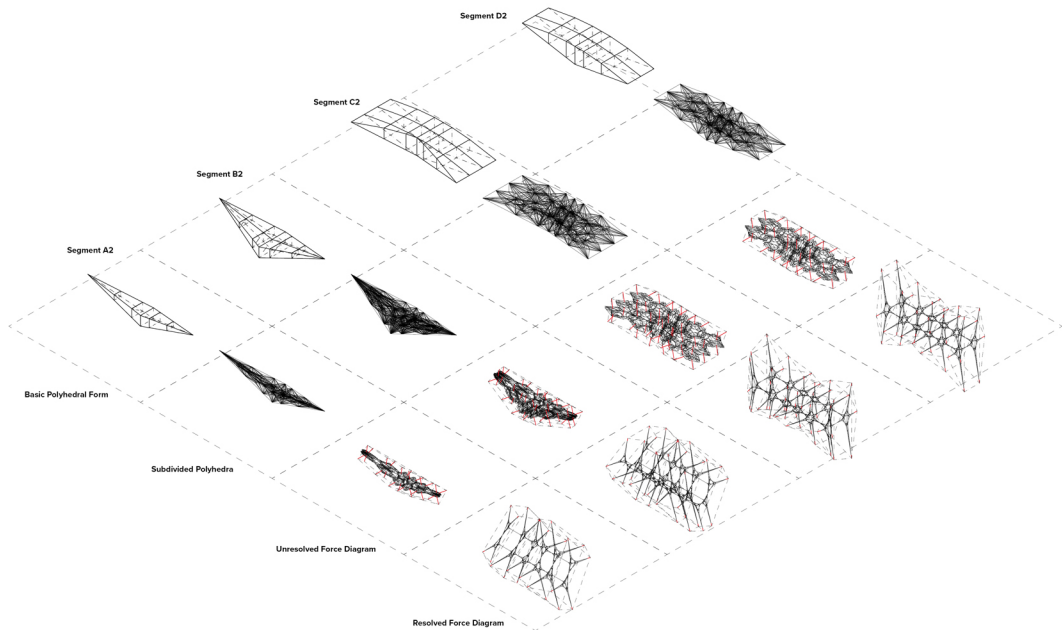 Segment D2
Segment C2
Segment B2
Segment A2
Basic Polyhedral Form
Subdivided Polyhedra
Unresolved Force Diagram
Resolved Force Diagram